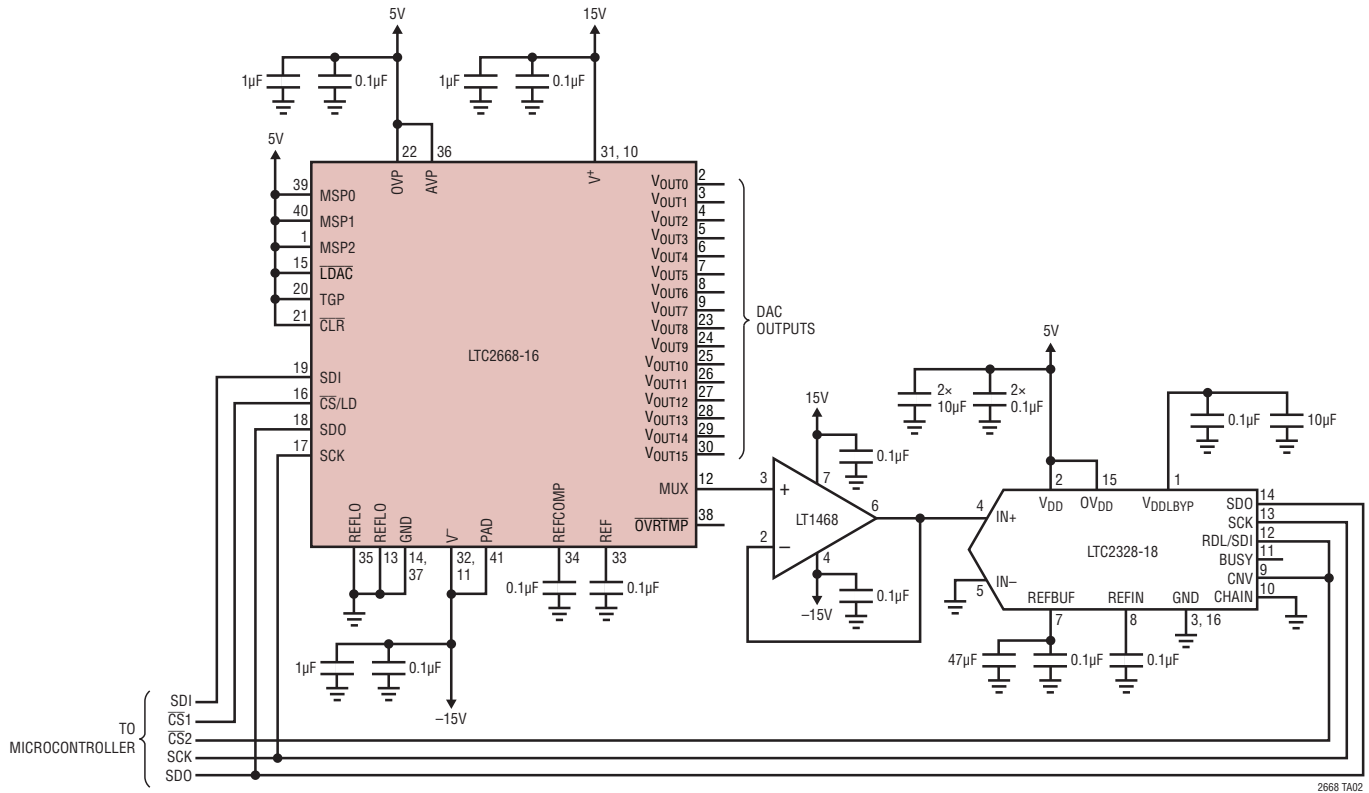 5V
15V
1µF
0.1µF
1µF
0.1µF
5V
22
36
31, 10
OVP
AVP
V+
39 MSP0
40 MSP1
1 MSP2
15 LDAC
20 TGP
21 CLR
19 SDI
16 CS/LD
18 SDO
17 SCK
LTC2668-16
VOUT0 2
VOUT1 3
VOUT2 4
VOUT3 5
VOUT4 6
VOUT5 7
VOUT6 8
VOUT7 9
VOUT8 23
VOUT9 24
VOUT10 25
VOUT11 26
VOUT12 27
VOUT13 28
VOUT14 29
VOUT15 30
DAC
OUTPUTS
MUX 12
OVRTMP 38
REFLO
REFLO
GND
V–
PAD
REFCOMP
REF
35
13
14,
37
32,
11
41
34
33
0.1µF
0.1µF
1µF
0.1µF
–15V
15V
0.1µF
3
+
7
LT1468
6
2
–
4
0.1µF
–15V
5V
2×
10µF
2×
0.1µF
0.1µF
10µF
2
15
1
VDD
OVDD
VDDLBYP
4
IN+
5
IN–
LTC2328-18
SDO 14
SCK 13
RDL/SDI 12
BUSY 11
CNV 9
CHAIN 10
REFBUF
REFIN
GND
7
8
3, 16
47µF
0.1µF
0.1µF
TO
MICROCONTROLLER
SDI
CS1
CS2
SCK
SDO
2668 TA02